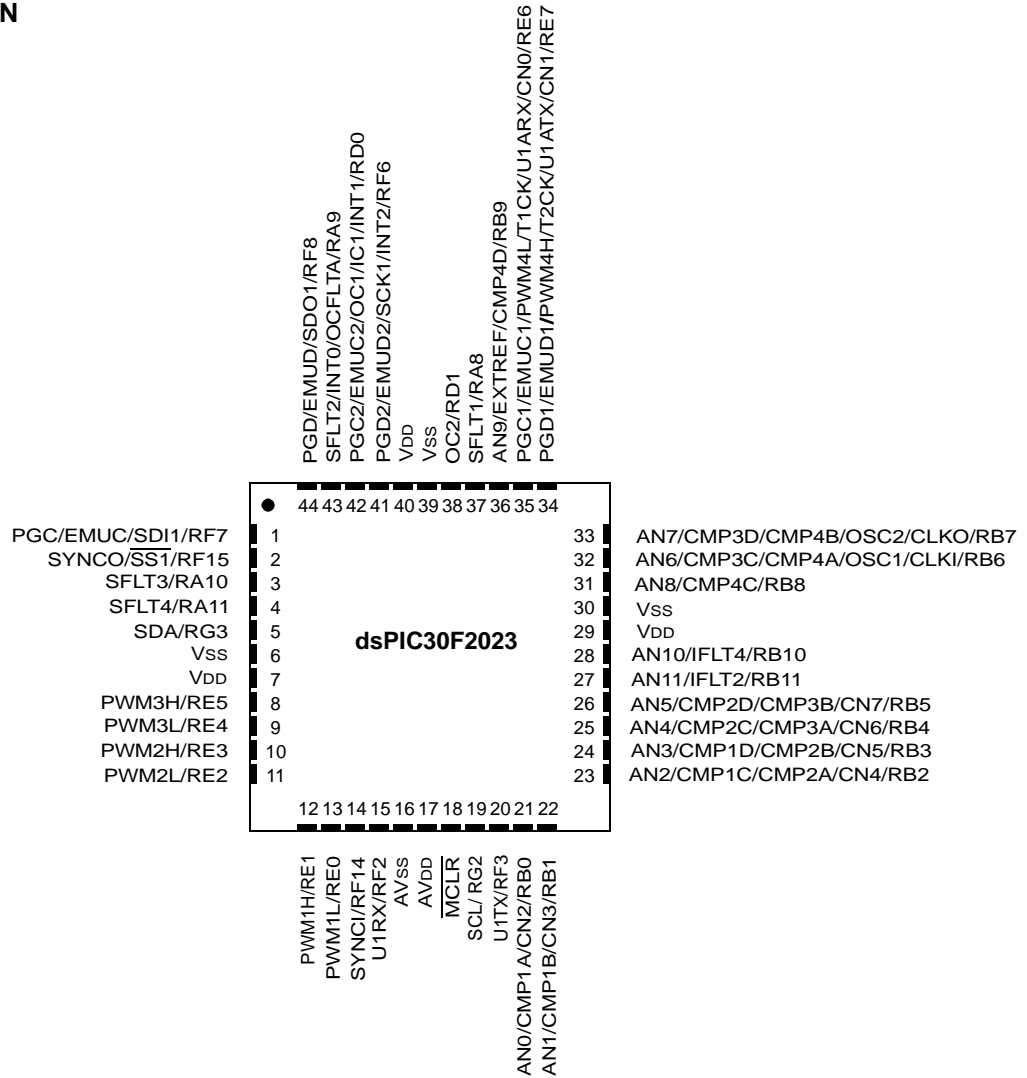 N
PGD/EMUD/SDO1/RF8
SFLT2/INT0/OCFLTA/RA9
PGC2/EMUC2/OC1/IC1/INT1/RD0
PGD2/EMUD2/SCK1/INT2/RF6
VDD
VSS
OC2/RD1
SFLT1/RA8
AN9/EXTREF/CMP4D/RB9
PGC1/EMUC1/PWM4L/T1CK/U1ARX/CN0/RE6
PGD1/EMUD1/PWM4H/T2CK/U1ATX/CN1/RE7
44 43 42 41 40 39 38 37 36 35 34
PGC/EMUC/SDI1/RF7 1
SYNCO/SS1/RF15 2
SFLT3/RA10 3
SFLT4/RA11 4
SDA/RG3 5
VSS 6
VDD 7
PWM3H/RE5 8
PWM3L/RE4 9
PWM2H/RE3 10
PWM2L/RE2 11
dsPIC30F2023
33 AN7/CMP3D/CMP4B/OSC2/CLKO/RB7
32 AN6/CMP3C/CMP4A/OSC1/CLKI/RB6
31 AN8/CMP4C/RB8
30 VSS
29 VDD
28 AN10/IFLT4/RB10
27 AN11/IFLT2/RB11
26 AN5/CMP2D/CMP3B/CN7/RB5
25 AN4/CMP2C/CMP3A/CN6/RB4
24 AN3/CMP1D/CMP2B/CN5/RB3
23 AN2/CMP1C/CMP2A/CN4/RB2
12 13 14 15 16 17 18 19 20 21 22
PWM1H/RE1
PWM1L/RE0
SYNCI/RF14
U1RX/RF2
AVSS
AVDD
MCLR
SCL/ RG2
U1TX/RF3
AN0/CMP1A/CN2/RB0
AN1/CMP1B/CN3/RB1